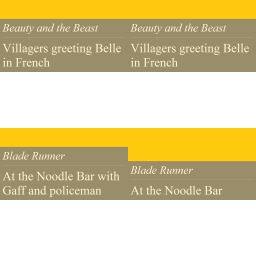 Beauty and the Beast
Villagers greeting Belle
in French
Beauty and the Beast
Villagers greeting Belle
in French
Blade Runner
At the Noodle Bar with
Gaff and policeman
Blade Runner
At the Noodle Bar